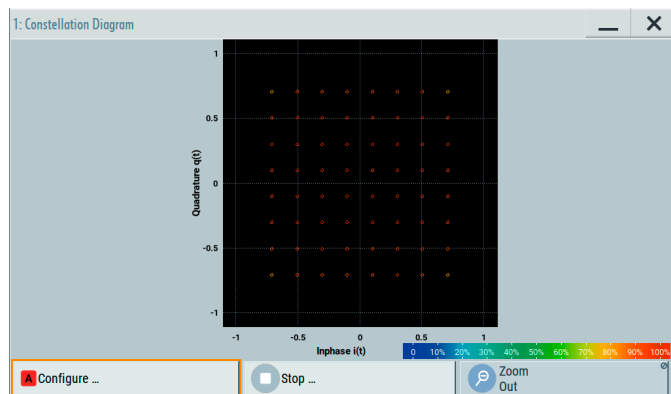 1: Constellation Diagram
1
0.5
0
-0.5
-1
Quadrature q(t)
-1 -0.5 0 0.5 1
Inphase i(t)
0 10% 20% 30% 40% 50% 60% 70% 80% 90% 100%
A Configure ...
Stop ...
Zoom
Out